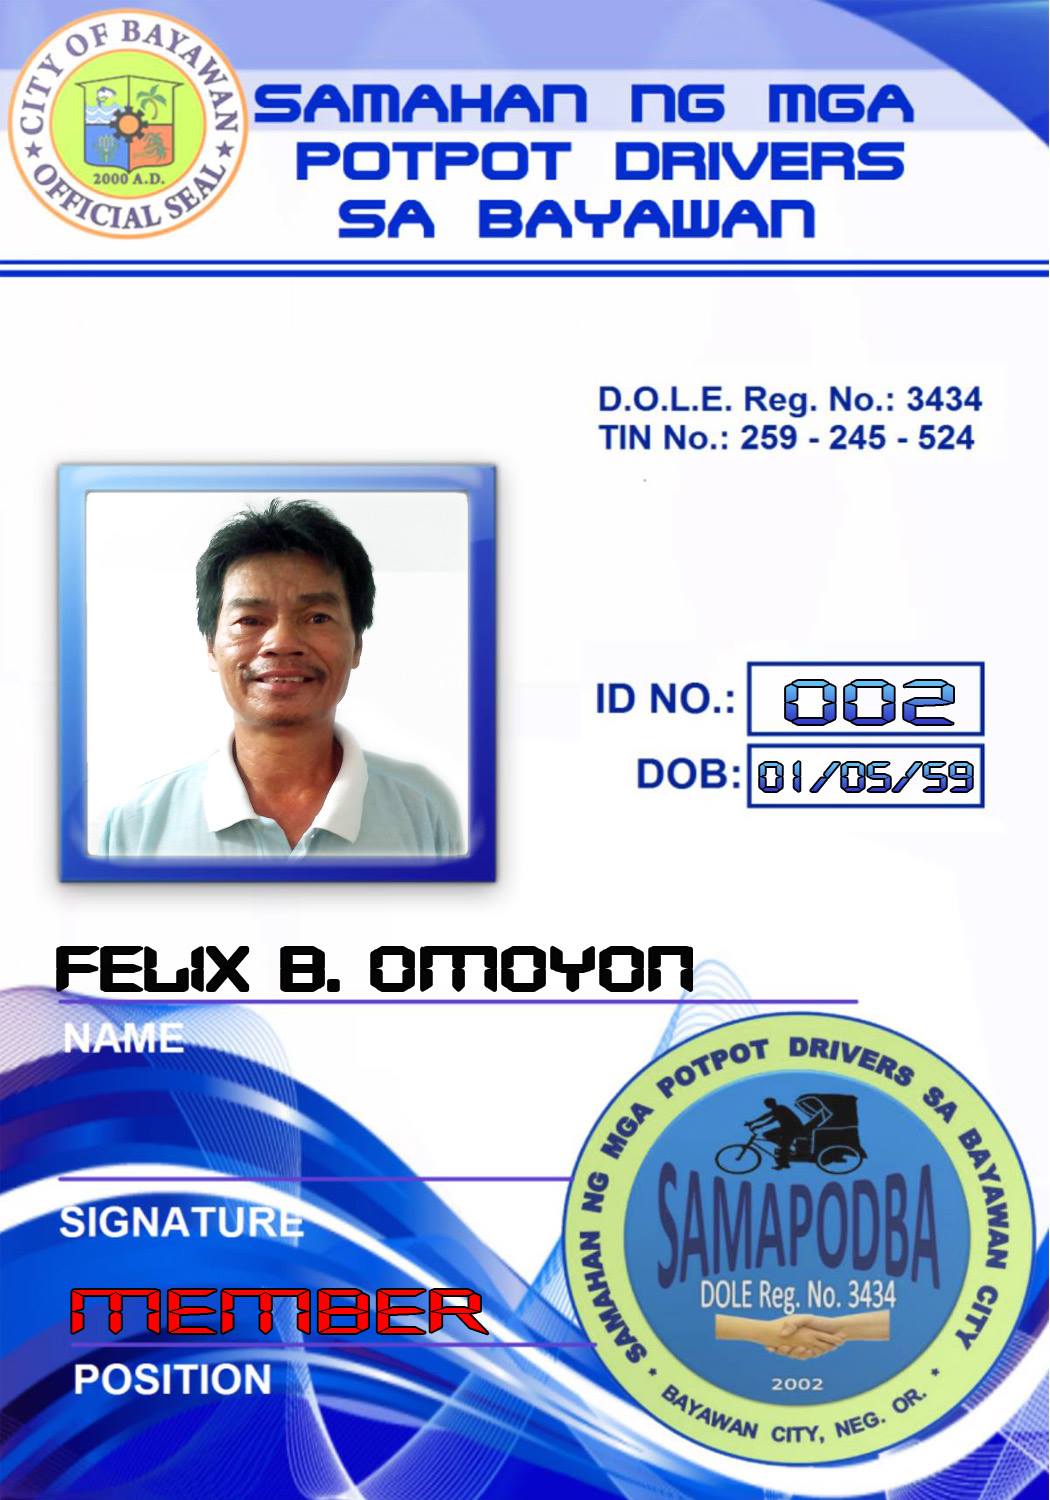 CITY OF BAYAWAN
2000 A.D.
★ OFFICIAL SEAL ★
SAMAHAN NG MGA
POTPOT DRIVERS
SA BAYAWAN
D.O.L.E. Reg. No.: 3434
TIN No.: 259 - 245 - 524
ID NO.: 002
DOB: 01/05/59
FELIX B. OMOYON
NAME
SIGNATURE
MEMBER
POSITION
SAMAHAN NG MGA POTPOT DRIVERS SA BAYAWAN CITY
SAMAPODBA
DOLE Reg. No. 3434
2002
* BAYAWAN CITY, NEG. OR. *